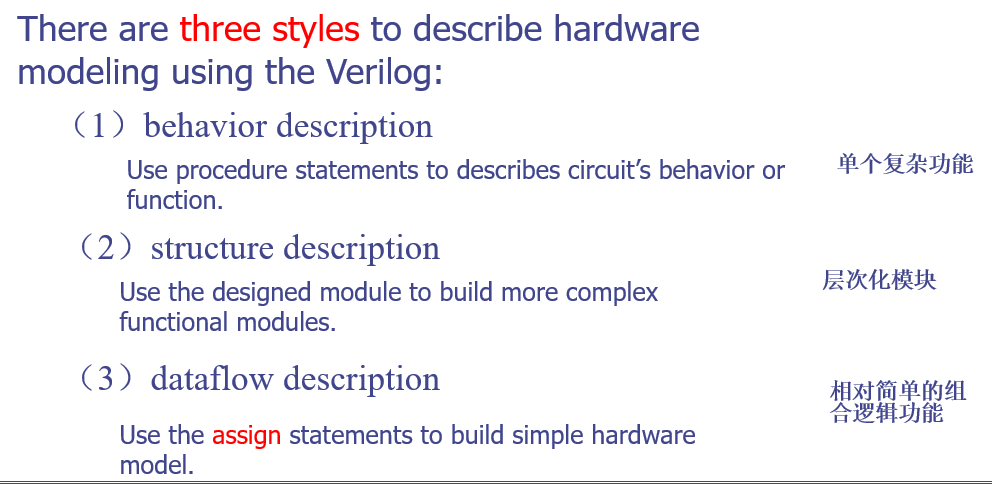 There are three styles to describe hardware
modeling using the Verilog:
（1）behavior description
Use procedure statements to describes circuit’s behavior or
function.
单个复杂功能
（2）structure description
Use the designed module to build more complex
functional modules.
层次化模块
（3）dataflow description
相对简单的组
合逻辑功能
Use the assign statements to build simple hardware
model.